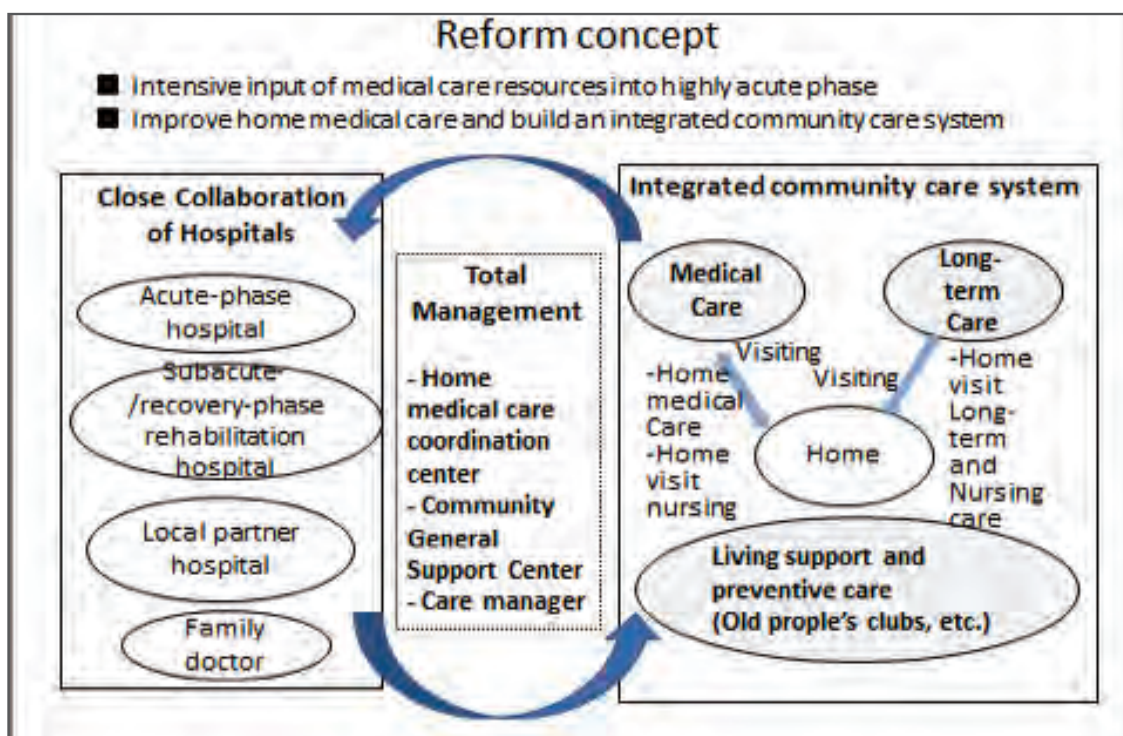 Reform concept
■ Intensive input of medical care resources into highly acute phase
■ Improve home medical care and build an integrated community care system
Close Collaboration
of Hospitals
Acute-phase
hospital
Subacute-
/recovery-phase
rehabilitation
hospital
Local partner
hospital
Family
doctor
Total
Management
- Home
medical care
coordination
center
- Community
General
Support Center
- Care manager
Integrated community care system
Medical
Care
Long-
term
Care
Visiting
Visiting
-Home
medical
Care
-Home
visit
nursing
Home
-Home
visit
Long-
term
and
Nursing
care
Living support and
preventive care
(Old prople's clubs, etc.)